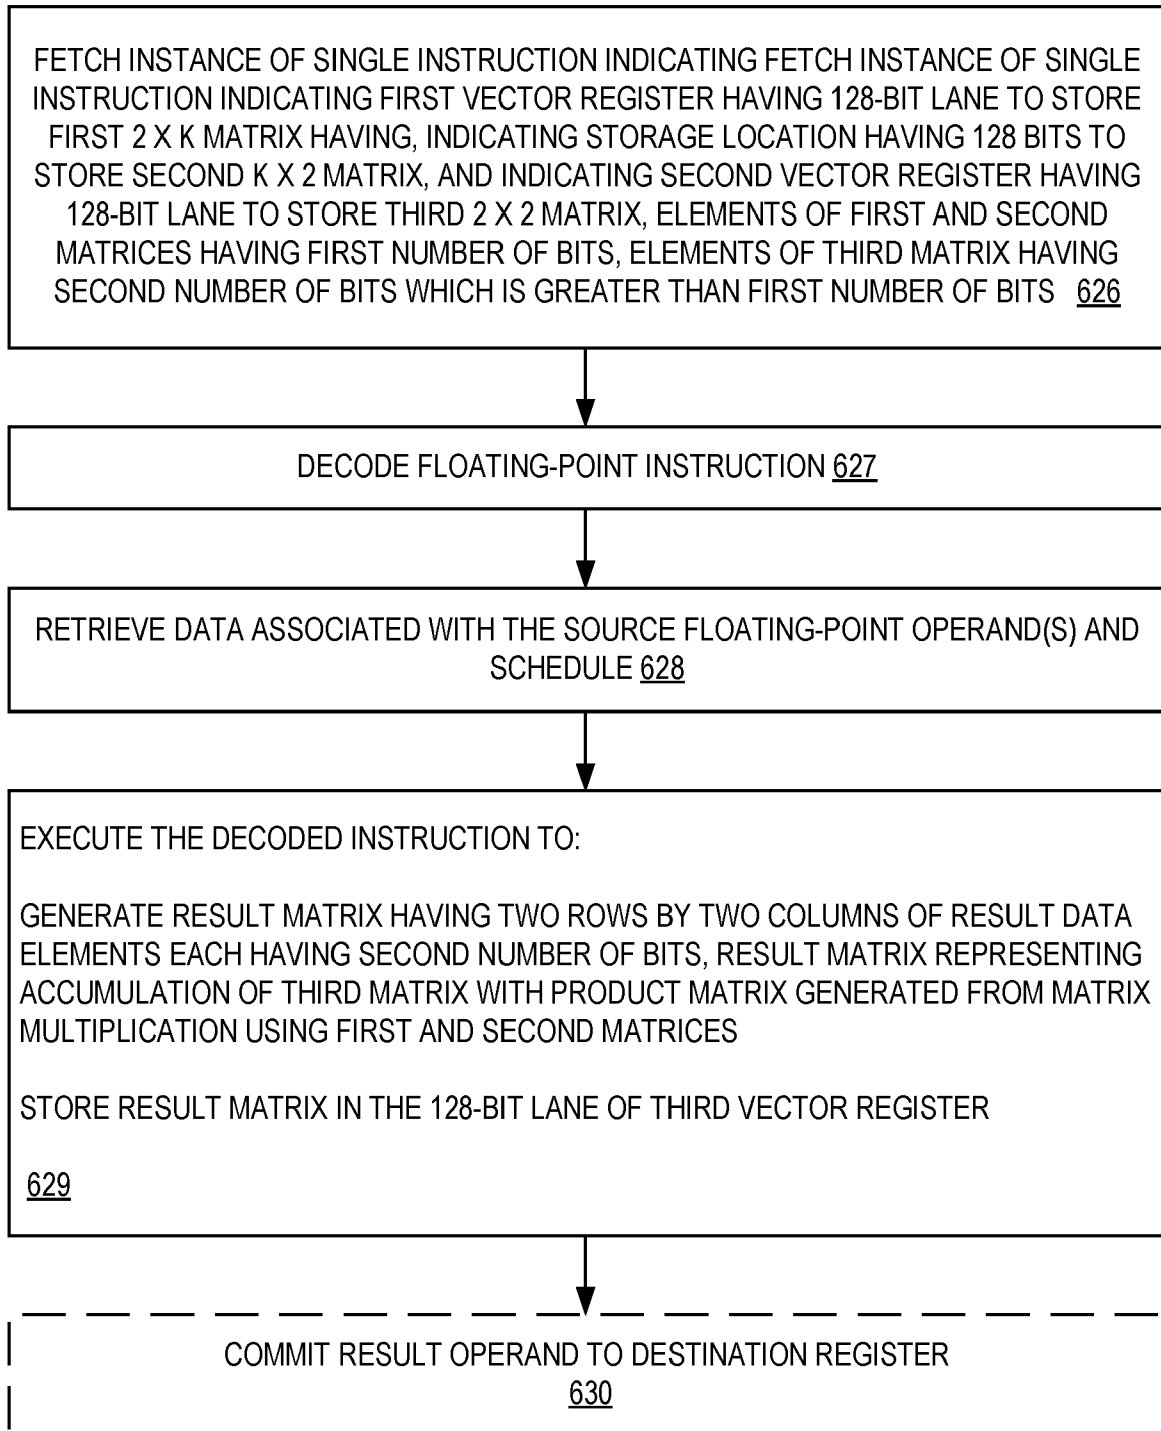 FETCH INSTANCE OF SINGLE INSTRUCTION INDICATING FETCH INSTANCE OF SINGLE
INSTRUCTION INDICATING FIRST VECTOR REGISTER HAVING 128-BIT LANE TO STORE
FIRST 2 X K MATRIX HAVING, INDICATING STORAGE LOCATION HAVING 128 BITS TO
STORE SECOND K X 2 MATRIX, AND INDICATING SECOND VECTOR REGISTER HAVING
128-BIT LANE TO STORE THIRD 2 X 2 MATRIX, ELEMENTS OF FIRST AND SECOND
MATRICES HAVING FIRST NUMBER OF BITS, ELEMENTS OF THIRD MATRIX HAVING
SECOND NUMBER OF BITS WHICH IS GREATER THAN FIRST NUMBER OF BITS 626
DECODE FLOATING-POINT INSTRUCTION 627
RETRIEVE DATA ASSOCIATED WITH THE SOURCE FLOATING-POINT OPERAND(S) AND
SCHEDULE 628
EXECUTE THE DECODED INSTRUCTION TO:
GENERATE RESULT MATRIX HAVING TWO ROWS BY TWO COLUMNS OF RESULT DATA
ELEMENTS EACH HAVING SECOND NUMBER OF BITS, RESULT MATRIX REPRESENTING
ACCUMULATION OF THIRD MATRIX WITH PRODUCT MATRIX GENERATED FROM MATRIX
MULTIPLICATION USING FIRST AND SECOND MATRICES
STORE RESULT MATRIX IN THE 128-BIT LANE OF THIRD VECTOR REGISTER
629
COMMIT RESULT OPERAND TO DESTINATION REGISTER
630